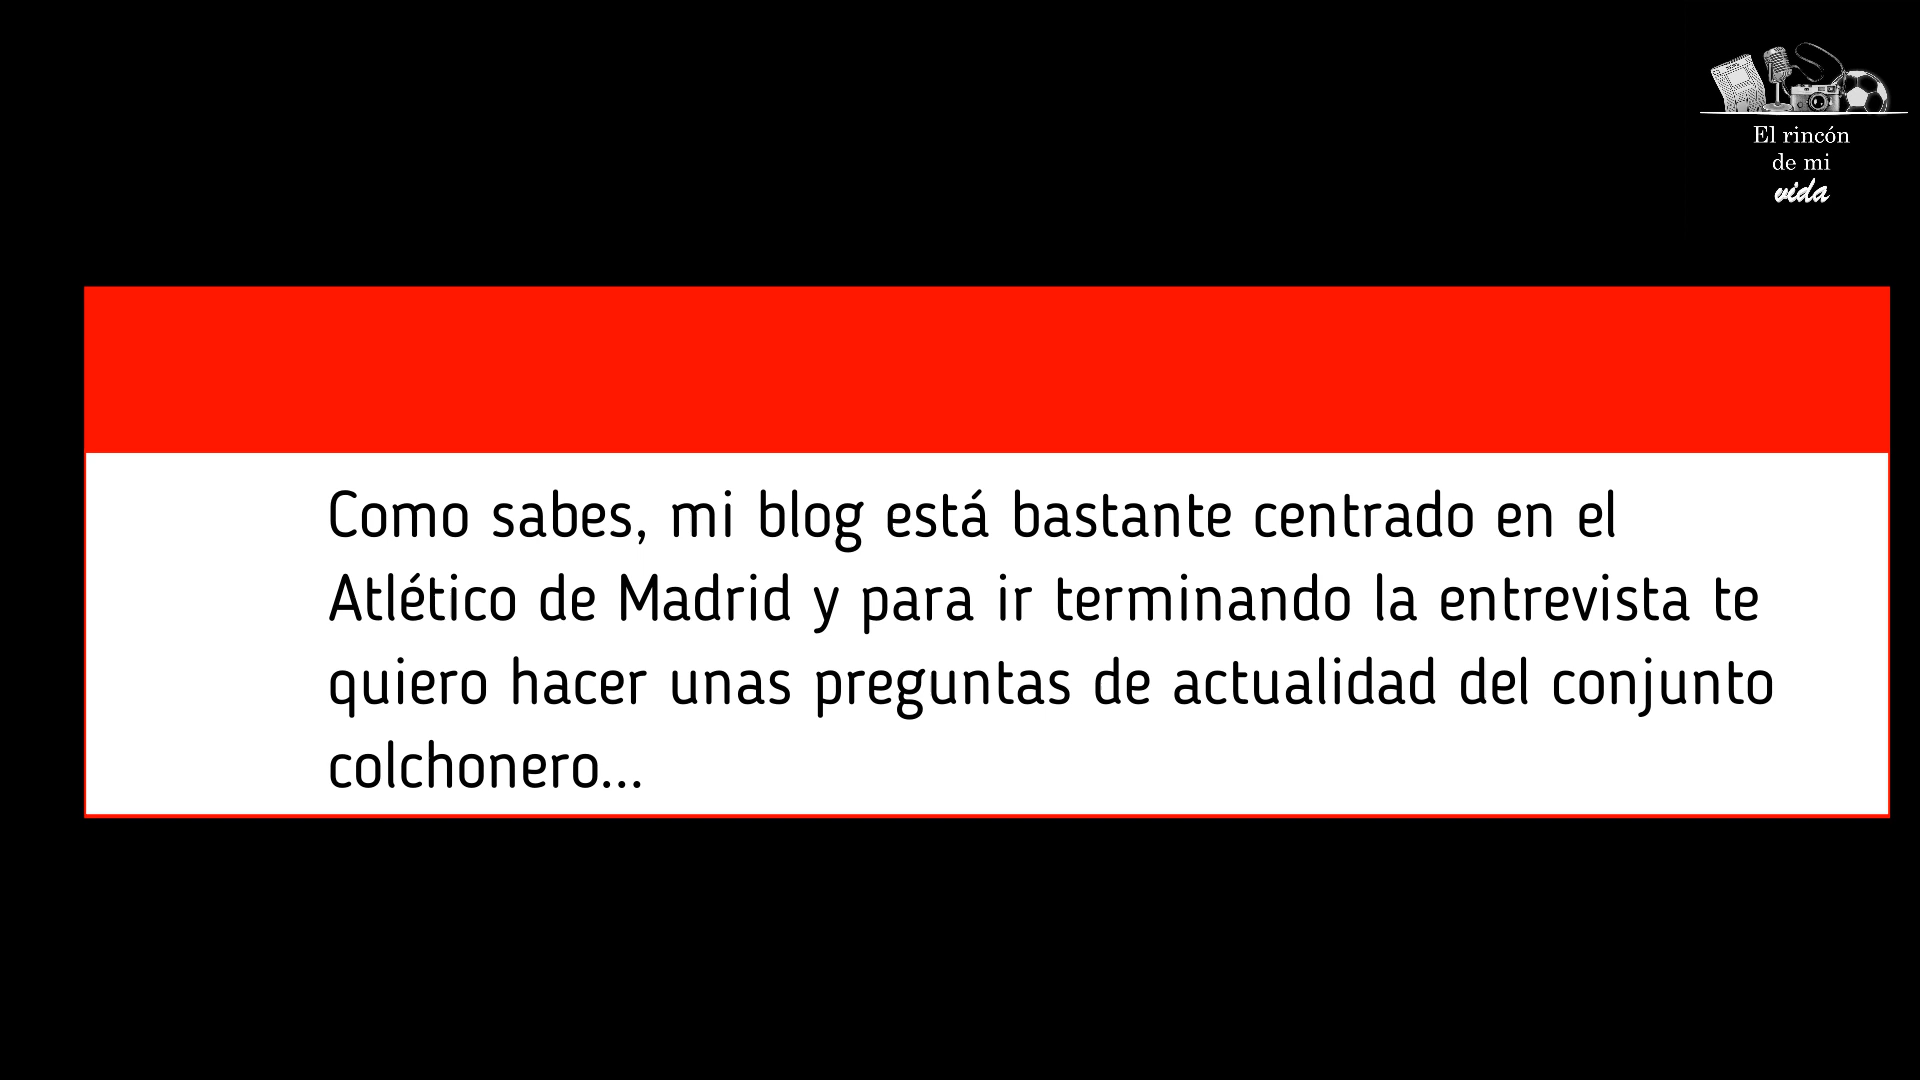 El rincón
de mi
vida
Como sabes, mi blog está bastante centrado en el
Atlético de Madrid y para ir terminando la entrevista te
quiero hacer unas preguntas de actualidad del conjunto
colchonero...